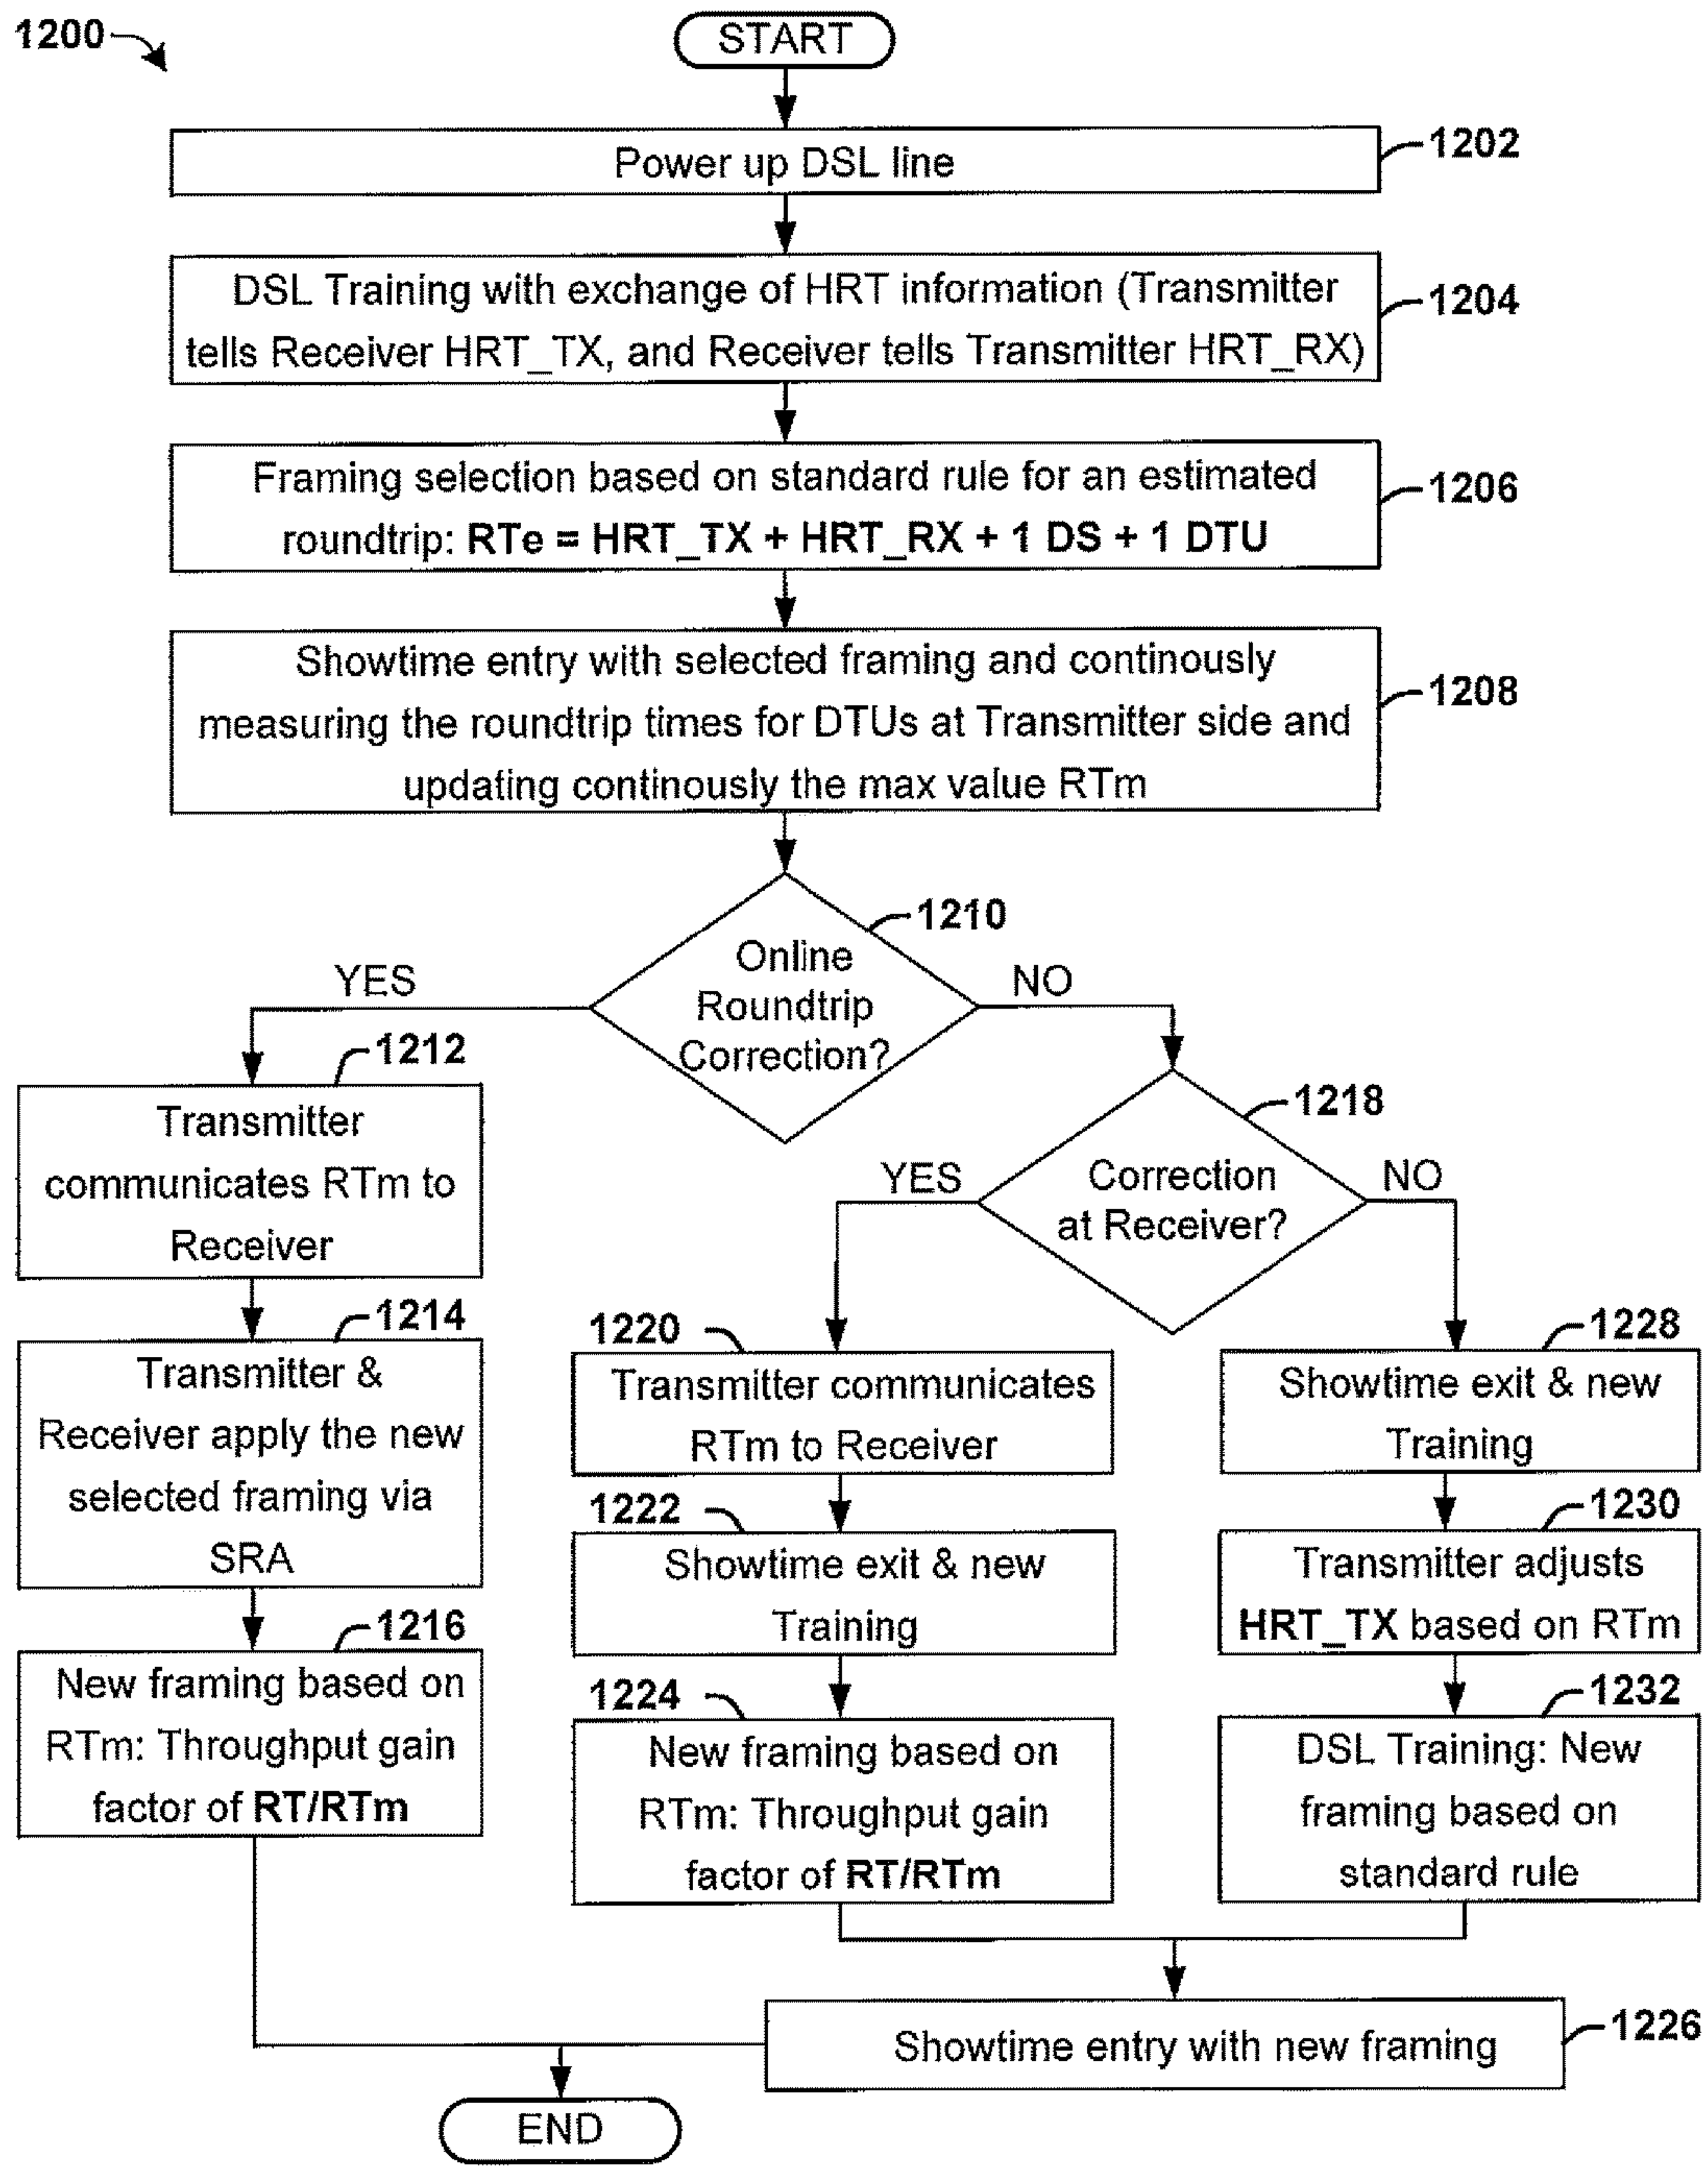 1200
START
Power up DSL line
1202
DSL Training with exchange of HRT information (Transmitter
tells Receiver HRT_TX, and Receiver tells Transmitter HRT_RX)
1204
Framing selection based on standard rule for an estimated
roundtrip: RTe = HRT_TX + HRT_RX + 1 DS + 1 DTU
1206
Showtime entry with selected framing and continously
measuring the roundtrip times for DTUs at Transmitter side and
updating continously the max value RTm
1208
Online
Roundtrip
Correction?
1210
YES
NO
1212
Transmitter
communicates RTm to
Receiver
1214
Transmitter &
Receiver apply the new
selected framing via
SRA
1216
New framing based on
RTm: Throughput gain
factor of RT/RTm
Correction
at Receiver?
1218
YES
NO
1220
Transmitter communicates
RTm to Receiver
1222
Showtime exit & new
Training
1224
New framing based on
RTm: Throughput gain
factor of RT/RTm
1228
Showtime exit & new
Training
1230
Transmitter adjusts
HRT_TX based on RTm
1232
DSL Training: New
framing based on
standard rule
Showtime entry with new framing
1226
END